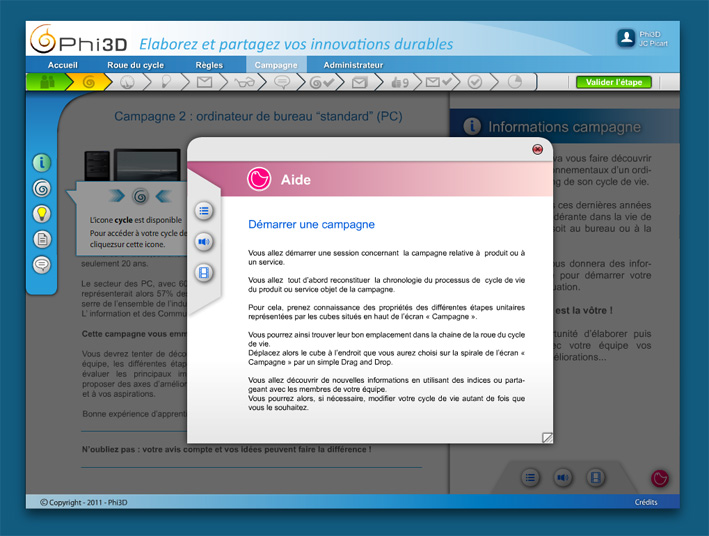 Phi3D
Elaborez et partagez vos innovations durables
Phi3D
JC Picart
Accueil
Roue du cycle
Règles
Campagne
Administrateur
9
Valider l'étape
Campagne 2 : ordinateur de bureau “standard” (PC)
L'icone cycle est disponible
Pour accéder à votre cycle de
cliquezsur cette icone.
seulement 20 ans.
Le secteur des PC, avec 60
représenterait alors 57% des
serre de l'ensemble de l'indu
L' information et des Commu
Cette campagne vous emm
Vous devrez tenter de déco
équipe, les différentes étap
évaluer les principaux im
proposer des axes d'amélior
et à vos aspirations.
Bonne expérience d'apprenti
N'oubliez pas : votre avis compte et vos idées peuvent faire la différence !
Aide
Démarrer une campagne
Vous allez démarrer une session concernant la campagne relative à produit ou à
un service.
Vous allez tout d'abord reconstituer la chronologie du processus de cycle de vie
du produit ou service objet de la campagne.
Pour cela, prenez connaissance des propriétés des différentes étapes unitaires
représentées par les cubes situés en haut de l'écran « Campagne ».
Vous pourrez ainsi trouver leur bon emplacement dans la chaine de la roue du cycle
de vie.
Déplacez alors le cube à l'endroit que vous aurez choisi sur la spirale de l'écran «
Campagne » par un simple Drag and Drop.
Vous allez découvrir de nouvelles informations en utilisant des indices ou parta-
geant avec les membres de votre équipe.
Vous pourrez alors, si nécessaire, modifier votre cycle de vie autant de fois que
vous le souhaitez.
Informations campagne
va vous faire découvrir
onnementaux d'un ordi-
ng de son cycle de vie.
ces dernières années
dérante dans la vie de
oit au bureau ou à la
ous donnera des infor-
pour démarrer votre
uation.
est la vôtre !
rtunité d'élaborer puis
ec votre équipe vos
méliorations...
© Copyright - 2011 - Phi3D
Crédits